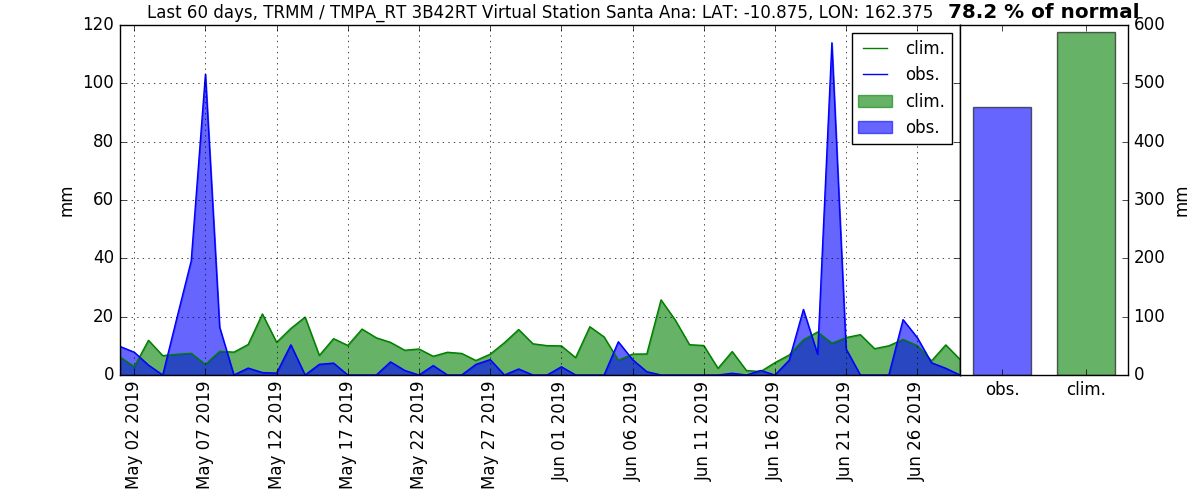 Last 60 days, TRMM / TMPA_RT 3B42RT Virtual Station Santa Ana: LAT: -10.875, LON: 162.375
78.2 % of normal
120
100
80
60
40
20
0
mm
clim.
obs.
clim.
obs.
600
500
400
300
200
100
0
mm
May 02 2019
May 07 2019
May 12 2019
May 17 2019
May 22 2019
May 27 2019
Jun 01 2019
Jun 06 2019
Jun 11 2019
Jun 16 2019
Jun 21 2019
Jun 26 2019
obs.
clim.